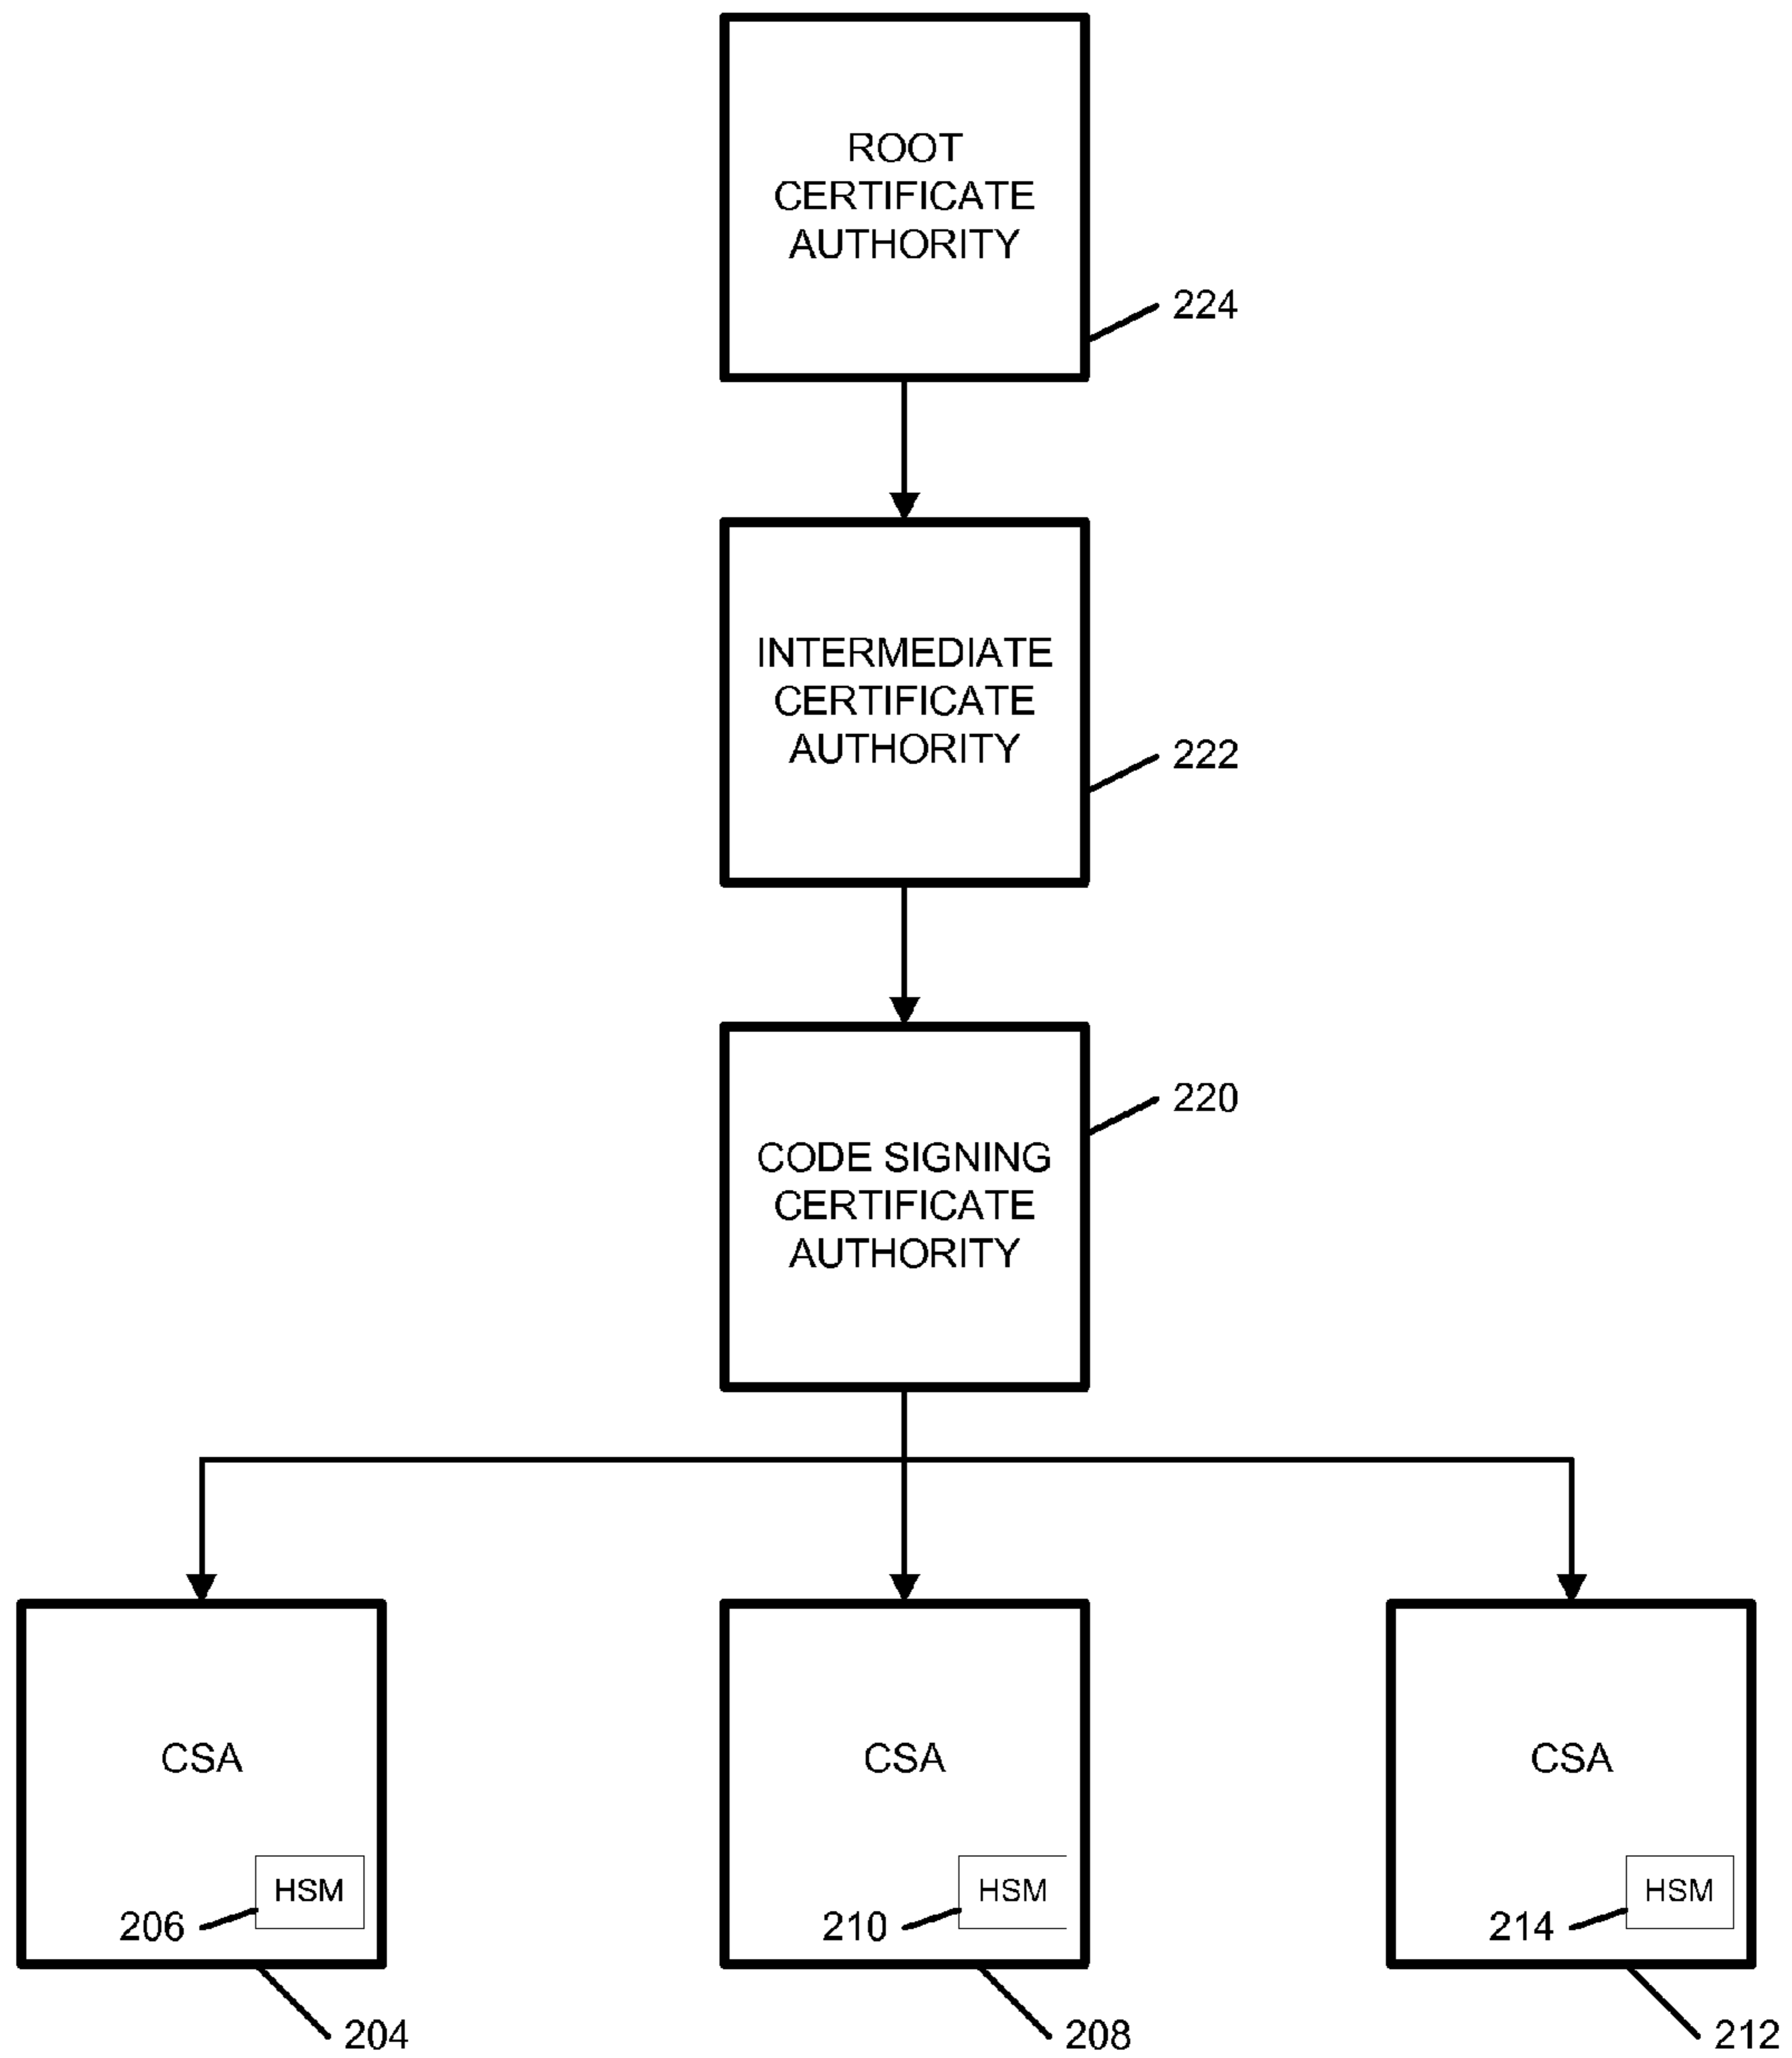 ROOT
CERTIFICATE
AUTHORITY
224
INTERMEDIATE
CERTIFICATE
AUTHORITY
222
220
CODE SIGNING
CERTIFICATE
AUTHORITY
CSA
HSM
206
204
CSA
HSM
210
208
CSA
HSM
214
212